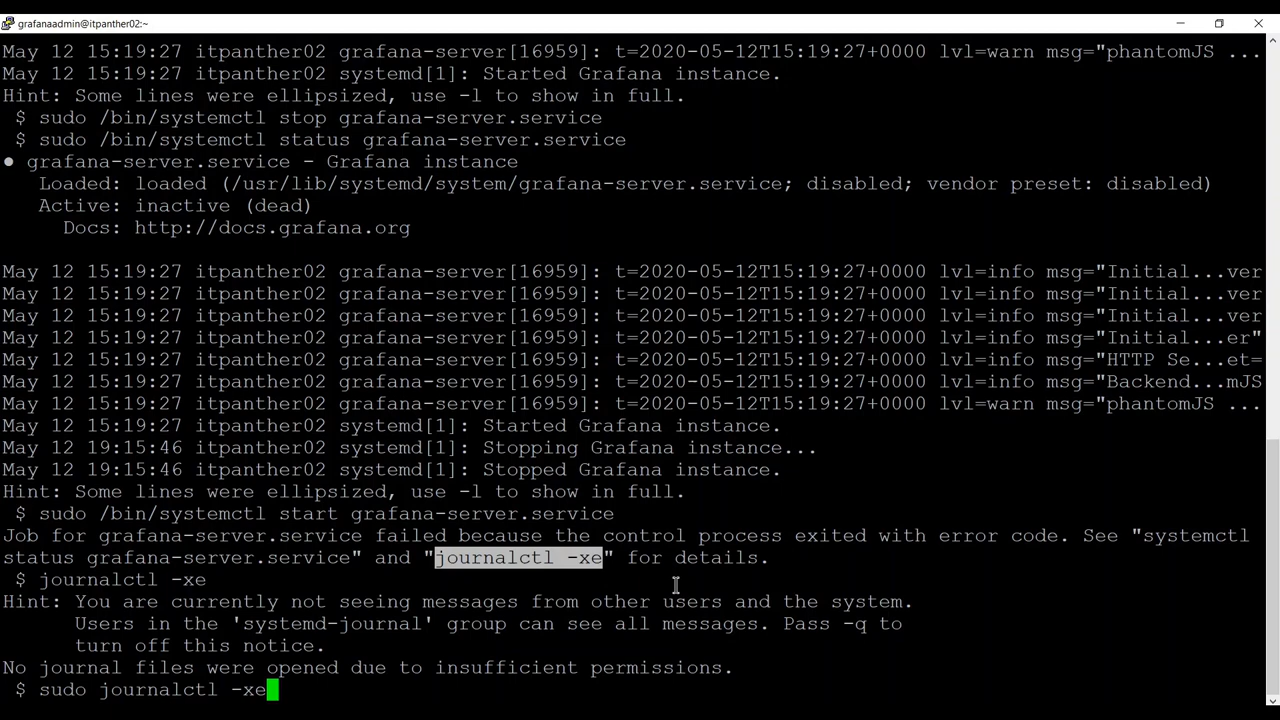 grafanaadmin@itpanther02:~
May 12 15:19:27 itpanther02 grafana-server[16959]: t=2020-05-12T15:19:27+0000 lvl=warn msg="phantomJS ...
May 12 15:19:27 itpanther02 systemd[1]: Started Grafana instance.
Hint: Some lines were ellipsized, use -l to show in full.
$ sudo /bin/systemctl stop grafana-server.service
$ sudo /bin/systemctl status grafana-server.service
● grafana-server.service - Grafana instance
Loaded: loaded (/usr/lib/systemd/system/grafana-server.service; disabled; vendor preset: disabled)
Active: inactive (dead)
Docs: http://docs.grafana.org
May 12 15:19:27 itpanther02 grafana-server[16959]: t=2020-05-12T15:19:27+0000 lvl=info msg="Initial...ver
May 12 15:19:27 itpanther02 grafana-server[16959]: t=2020-05-12T15:19:27+0000 lvl=info msg="Initial...ver
May 12 15:19:27 itpanther02 grafana-server[16959]: t=2020-05-12T15:19:27+0000 lvl=info msg="Initial...ver
May 12 15:19:27 itpanther02 grafana-server[16959]: t=2020-05-12T15:19:27+0000 lvl=info msg="Initial...er"
May 12 15:19:27 itpanther02 grafana-server[16959]: t=2020-05-12T15:19:27+0000 lvl=info msg="HTTP Se...et=
May 12 15:19:27 itpanther02 grafana-server[16959]: t=2020-05-12T15:19:27+0000 lvl=info msg="Backend...mJS
May 12 15:19:27 itpanther02 grafana-server[16959]: t=2020-05-12T15:19:27+0000 lvl=warn msg="phantomJS ...
May 12 15:19:27 itpanther02 systemd[1]: Started Grafana instance.
May 12 19:15:46 itpanther02 systemd[1]: Stopping Grafana instance...
May 12 19:15:46 itpanther02 systemd[1]: Stopped Grafana instance.
Hint: Some lines were ellipsized, use -l to show in full.
$ sudo /bin/systemctl start grafana-server.service
Job for grafana-server.service failed because the control process exited with error code. See "systemctl
status grafana-server.service" and "journalctl -xe" for details.
$ journalctl -xe
Hint: You are currently not seeing messages from other users and the system.
Users in the 'systemd-journal' group can see all messages. Pass -q to
turn off this notice.
No journal files were opened due to insufficient permissions.
$ sudo journalctl -xe